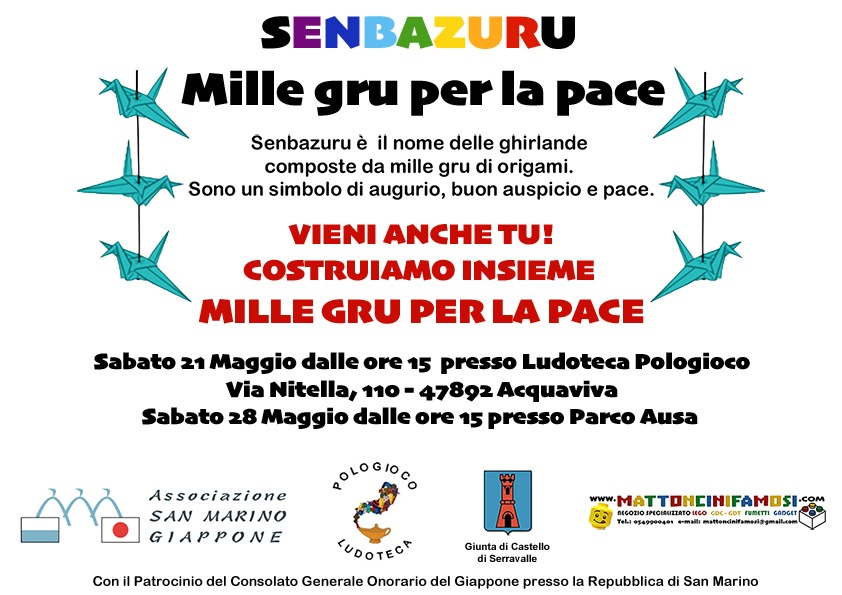 SENBAZURU
Mille gru per la pace
Senbazuru è il nome delle ghirlande
composte da mille gru di origami.
Sono un simbolo di augurio, buon auspicio e pace.
VIENI ANCHE TU!
COSTRUIAMO INSIEME
MILLE GRU PER LA PACE
Sabato 21 Maggio dalle ore 15 presso Ludoteca Pologioco
Via Nitella, 110 - 47892 Acquaviva
Sabato 28 Maggio dalle ore 15 presso Parco Ausa
Associazione
SAN MARINO
GIAPPONE
POLOGIOCO
LUDOTECA
Giunta di Castello
di Serravalle
www.MATTONCINIFAMOSI.com
NEGOZIO SPECIALIZZATO LEGO GDC - GDT FUMETTI GADGET
Tel.: 0549900401 e-mail: mattoncinifamosi@gmail.com
Con il Patrocinio del Consolato Generale Onorario del Giappone presso la Repubblica di San Marino